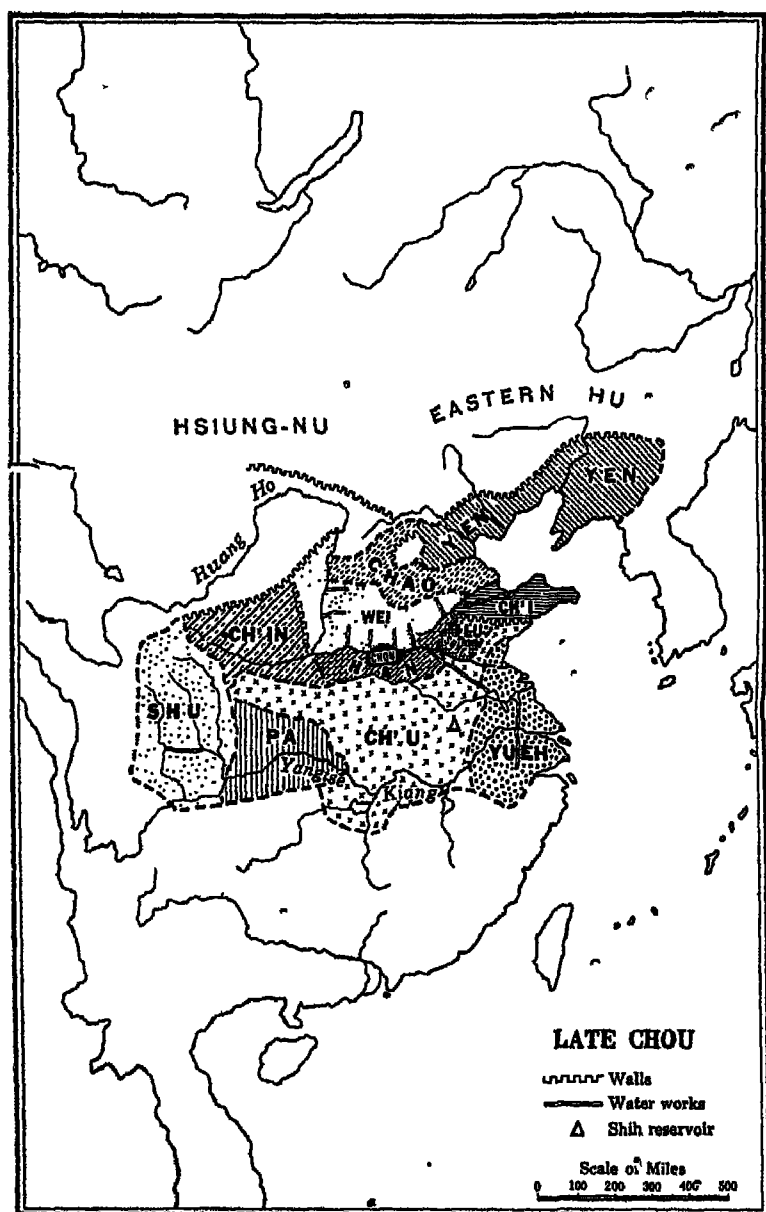 EASTERN HU
HSIUNG-NU
YEN
Ho
YEN
Huang
CHAO
CH'I
WEI
CH'IN
LU
HAN
SHU
PA
CH'U
YUEH
Yangtse
Kiang
LATE CHOU
Walls
Water works
Shih reservoir
Scale of Miles
0 100 200 300 400 500